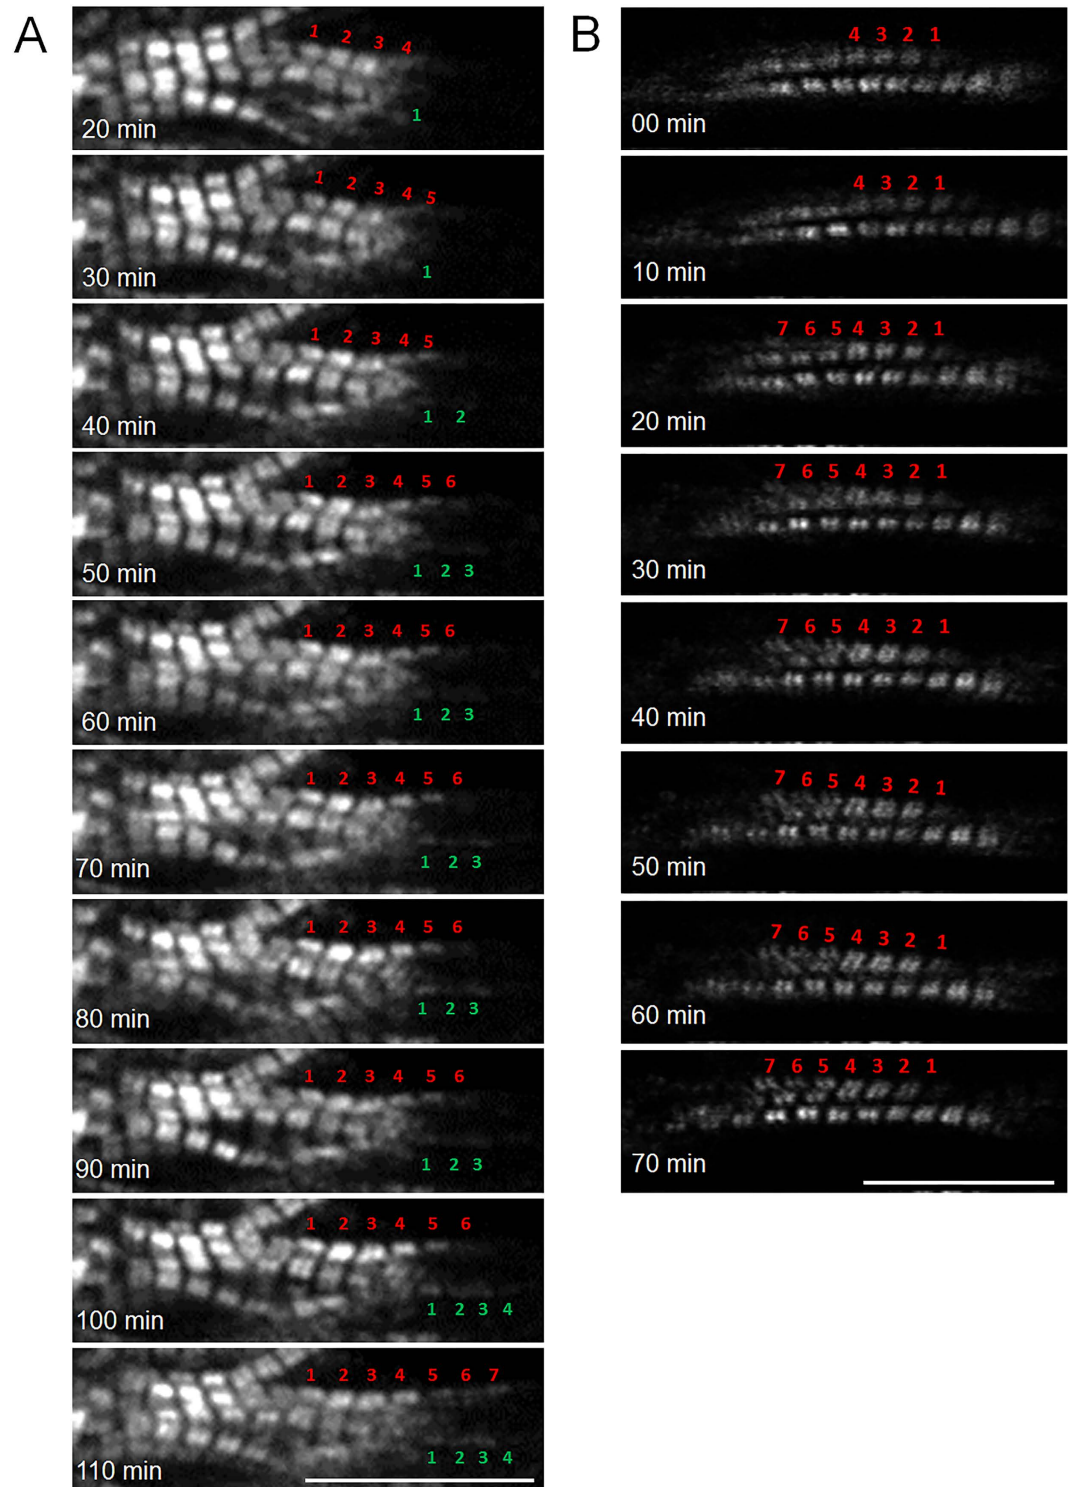 A
1 2 3 4
1
20 min
1 2 3 4 5
1
30 min
1 2 3 4 5
1 2
40 min
1 2 3 4 5 6
1 2 3
50 min
1 2 3 4 5 6
1 2 3
60 min
1 2 3 4 5 6
1 2 3
70 min
1 2 3 4 5 6
1 2 3
80 min
1 2 3 4 5 6
1 2 3
90 min
1 2 3 4 5 6
1 2 3 4
100 min
1 2 3 4 5 6 7
1 2 3 4
110 min
B
4 3 2 1
00 min
4 3 2 1
10 min
7 6 5 4 3 2 1
20 min
7 6 5 4 3 2 1
30 min
7 6 5 4 3 2 1
40 min
7 6 5 4 3 2 1
50 min
7 6 5 4 3 2 1
60 min
7 6 5 4 3 2 1
70 min